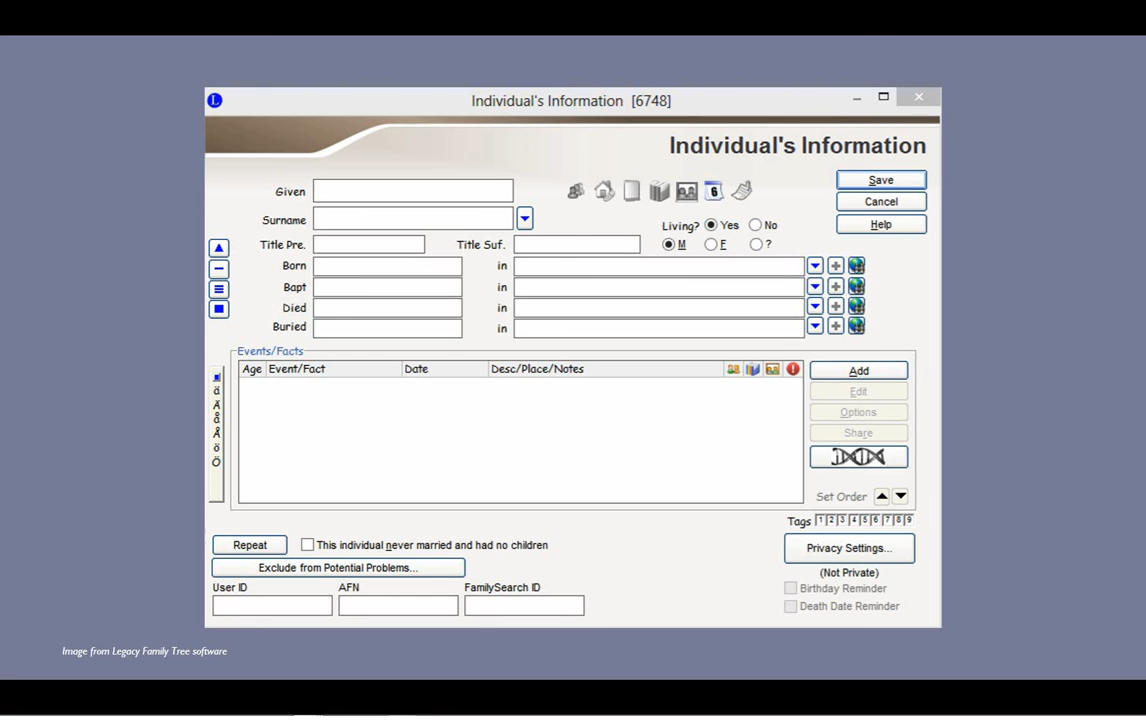 L
Individual's Information [6748]
Individual's Information
Given
Surname
6
Living? Yes No
Title Pre. Title Suf. M F ?
Born in
Bapt in
Died in
Buried in
Save
Cancel
Help
Events/Facts
Age Event/Fact Date Desc/Place/Notes
ä
Ä
å
Å
ö
Ö
Add
Edit
Options
Share
Set Order
Tags 1 2 3 4 5 6 7 8 9
Repeat This individual never married and had no children
Exclude from Potential Problems...
User ID AFN FamilySearch ID
Privacy Settings...
(Not Private)
Birthday Reminder
Death Date Reminder
Image from Legacy Family Tree software